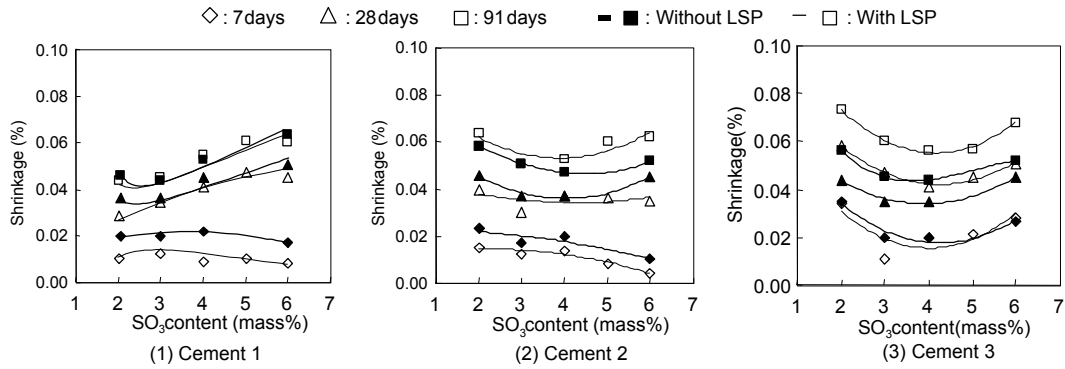 ◇ : 7days △ : 28days □ : 91days ■ : Without LSP □ : With LSP
Shrinkage (%)
0.10
0.08
0.06
0.04
0.02
0.00
1 2 3 4 5 6 7
SO₃content (mass%)
(1) Cement 1
Shrinkage (%)
0.10
0.08
0.06
0.04
0.02
0.00
1 2 3 4 5 6 7
SO₃content (mass%)
(2) Cement 2
Shrinkage(%)
0.10
0.08
0.06
0.04
0.02
0.00
1 2 3 4 5 6 7
SO₃content(mass%)
(3) Cement 3